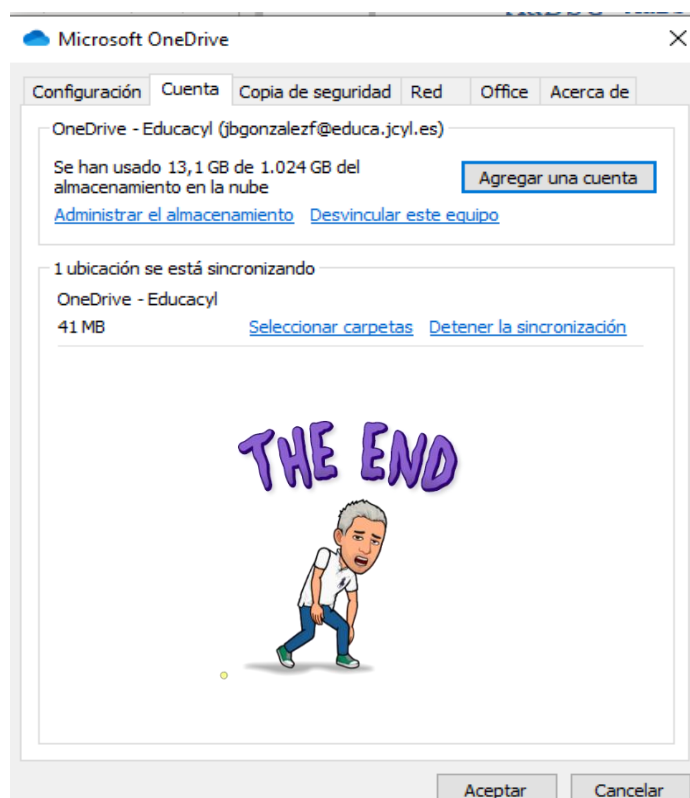 Microsoft OneDrive
Configuración Cuenta Copia de seguridad Red Office Acerca de
OneDrive - Educacyl (jbgonzalezf@educa.jcyl.es)
Se han usado 13,1 GB de 1.024 GB del
almacenamiento en la nube
Agregar una cuenta
Administrar el almacenamiento Desvincular este equipo
1 ubicación se está sincronizando
OneDrive - Educacyl
41 MB Seleccionar carpetas Detener la sincronización
THE END
Aceptar Cancelar